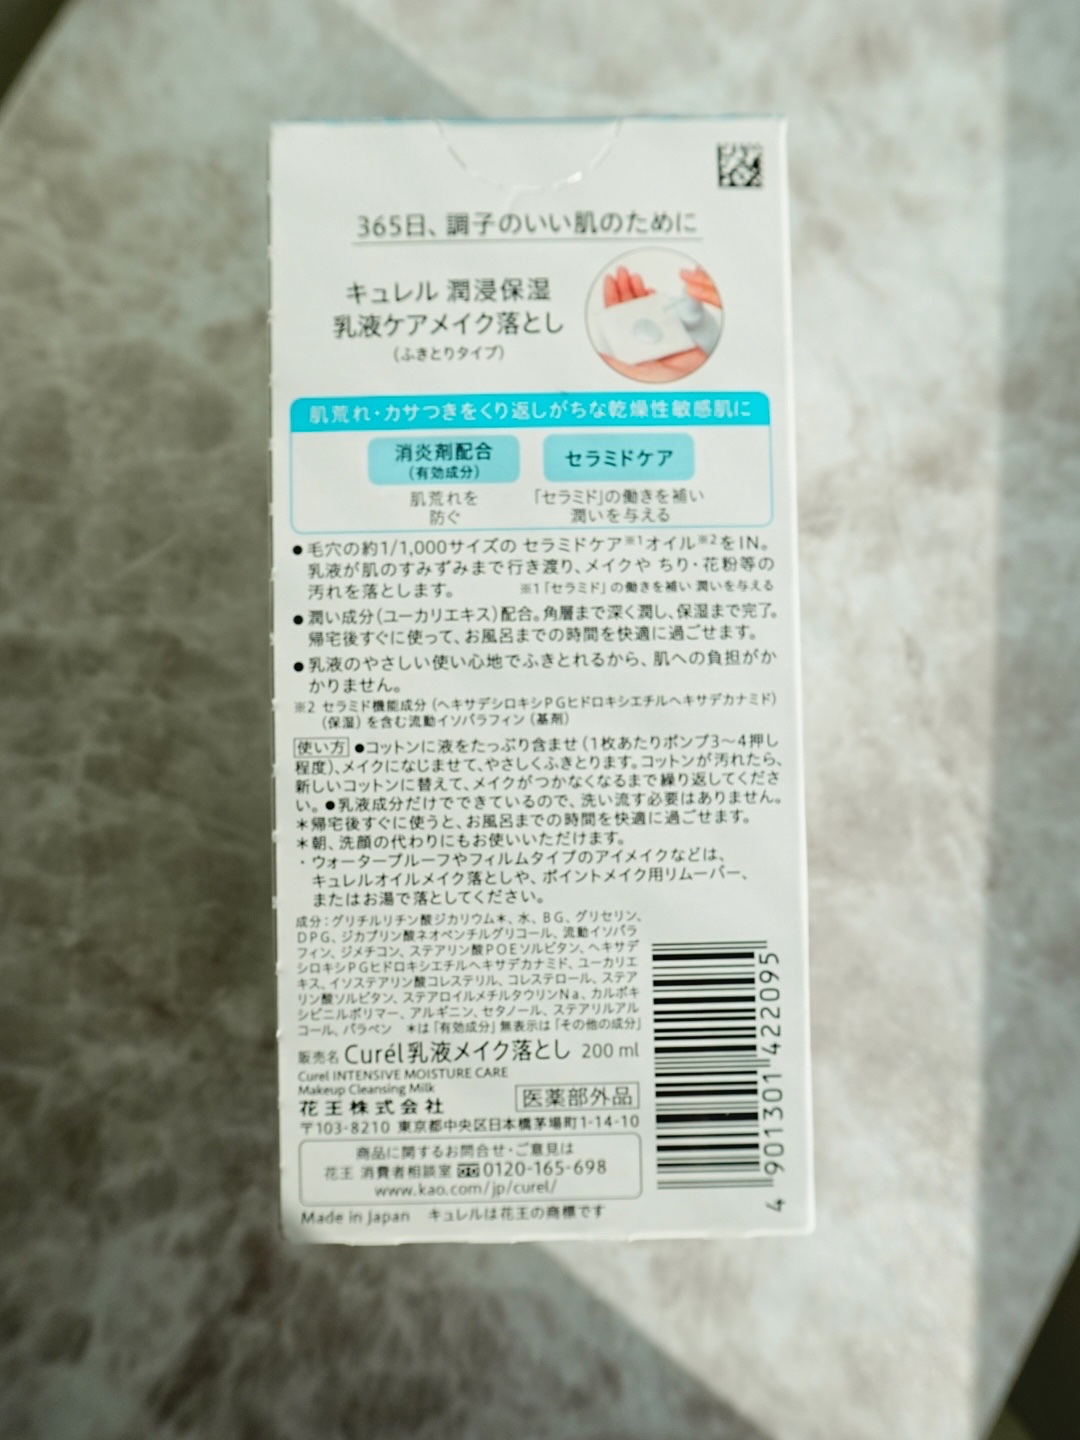 365日、調子のいい肌のために
キュレル 潤浸保湿
乳液ケアメイク落とし
（ふきとりタイプ）
肌荒れ・カサつきをくり返しがちな乾燥性敏感肌に
消炎剤配合
（有効成分）
セラミドケア
肌荒れを
防ぐ
「セラミド」の働きを補い
潤いを与える
●毛穴の約1/1,000サイズの セラミドケア※1オイル※2をIN。
乳液が肌のすみずみまで行き渡り、メイクや ちり・花粉等の
汚れを落とします。 ※1「セラミド」の働きを補い 潤いを与える
●潤い成分（ユーカリエキス）配合。角層まで深く潤し、保湿まで完了。
帰宅後すぐに使って、お風呂までの時間を快適に過ごせます。
●乳液のやさしい使い心地でふきとれるから、肌への負担がか
かりません。
※2 セラミド機能成分（ヘキサデシロキシPGヒドロキシエチルヘキサデカナミド）
（保湿）を含む流動イソパラフィン（基剤）
使い方 ●コットンに液をたっぷり含ませ（1枚あたりポンプ3〜4押し
程度）、メイクになじませて、やさしくふきとります。コットンが汚れたら、
新しいコットンに替えて、メイクがつかなくなるまで繰り返してくださ
い。●乳液成分だけでできているので、洗い流す必要はありません。
＊帰宅後すぐに使うと、お風呂までの時間を快適に過ごせます。
＊朝、洗顔の代わりにもお使いいただけます。
・ウォータープルーフやフィルムタイプのアイメイクなどは、
キュレルオイルメイク落としや、ポイントメイク用リムーバー、
またはお湯で落としてください。
成分：グリチルリチン酸ジカリウム＊、水、BG、グリセリン、
DPG、ジカプリン酸ネオペンチルグリコール、流動イソパラ
フィン、ジメチコン、ステアリン酸POEソルビタン、ヘキサデ
シロキシPGヒドロキシエチルヘキサデカナミド、ユーカリエ
キス、イソステアリン酸コレステリル、コレステロール、ステア
リン酸ソルビタン、ステアロイルメチルタウリンNa、カルボキ
シビニルポリマー、アルギニン、セタノール、ステアリルアル
コール、パラベン ＊は「有効成分」無表示は「その他の成分」
販売名 Curél乳液メイク落とし 200 ml
Curel INTENSIVE MOISTURE CARE
Makeup Cleansing Milk
花王株式会社
医薬部外品
〒103-8210 東京都中央区日本橋茅場町1-14-10
商品に関するお問合せ・ご意見は
花王 消費者相談室 0120-165-698
www.kao.com/jp/curel/
Made in Japan キュレルは花王の商標です
4 901301 422095